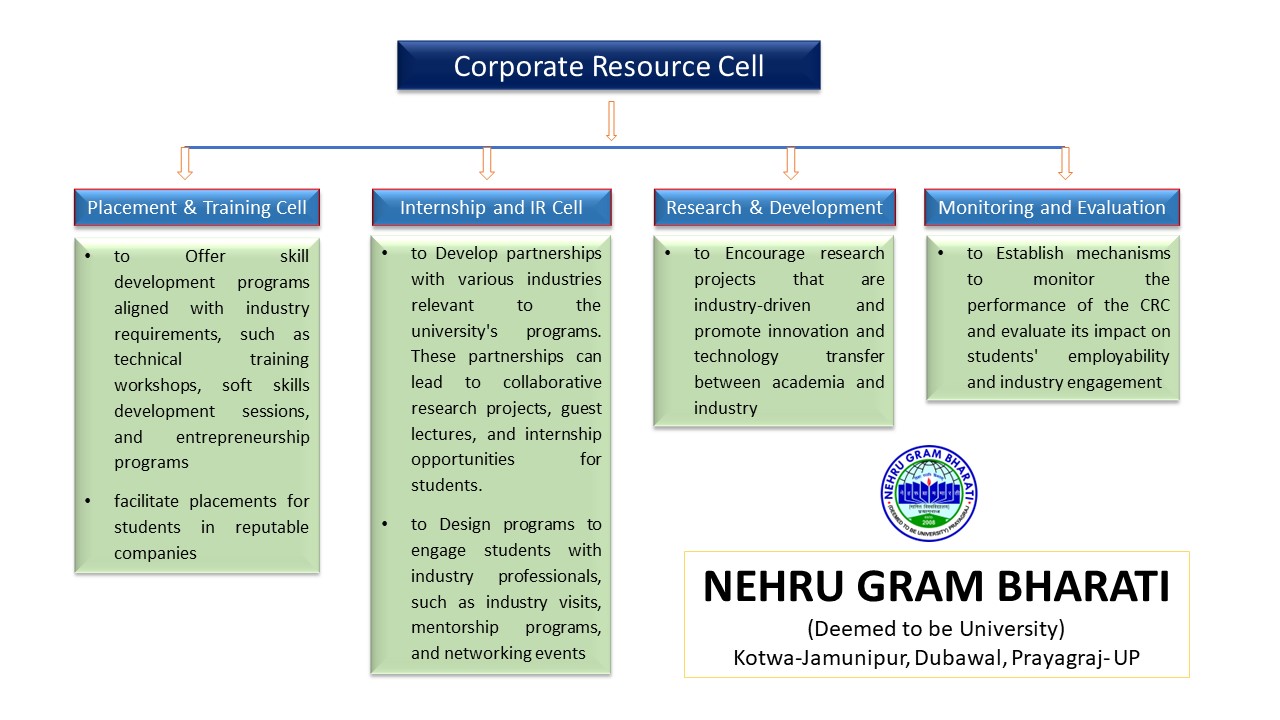 Corporate Resource Cell
Placement & Training Cell
to Offer skill
development programs
aligned with industry
requirements, such as
technical training
workshops, soft skills
development sessions,
and entrepreneurship
programs
facilitate placements for
students in reputable
companies
Internship and IR Cell
to Develop partnerships
with various industries
relevant to the
university's programs.
These partnerships can
lead to collaborative
research projects, guest
lectures, and internship
opportunities for
students.
to Design programs to
engage students with
industry professionals,
such as industry visits,
mentorship programs,
and networking events
Research & Development
to Encourage research
projects that are
industry-driven and
promote innovation and
technology transfer
between academia and
industry
Monitoring and Evaluation
to Establish mechanisms
to monitor the
performance of the CRC
and evaluate its impact on
students' employability
and industry engagement
NEHRU GRAM BHARATI
2008
(DEEMED TO BE UNIVERSITY) PRAYAGRAJ
NEHRU GRAM BHARATI
(Deemed to be University)
Kotwa-Jamunipur, Dubawal, Prayagraj- UP